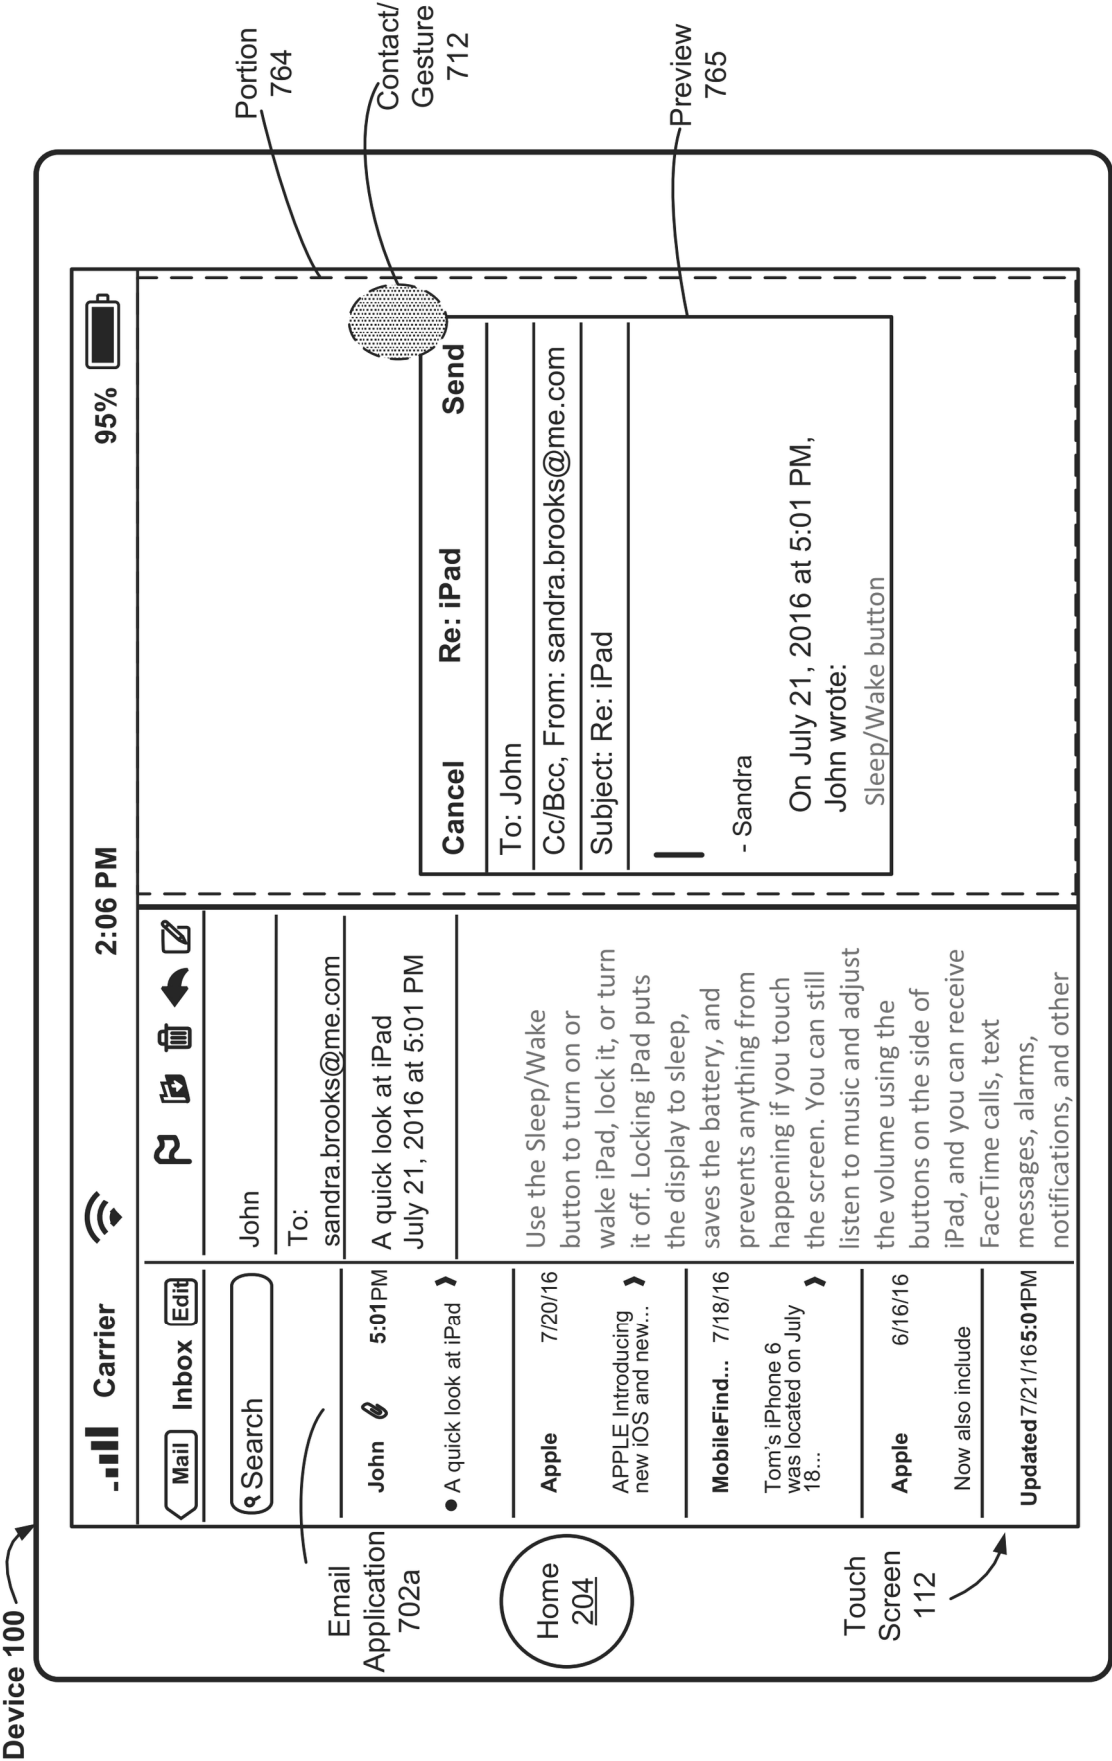 Device 100
Portion
764
Contact/
Gesture
712
Preview
765
Carrier
2:06 PM
95%
Mail
Inbox
Edit
Search
John
5:01PM
A quick look at iPad
Apple
7/20/16
APPLE Introducing
new iOS and new...
MobileFind...
7/18/16
Tom's iPhone 6
was located on July
18...
Apple
6/16/16
Now also include
Updated7/21/165:01PM
John
To:
sandra.brooks@me.com
A quick look at iPad
July 21, 2016 at 5:01 PM
Use the Sleep/Wake
button to turn on or
wake iPad, lock it, or turn
it off. Locking iPad puts
the display to sleep,
saves the battery, and
prevents anything from
happening if you touch
the screen. You can still
listen to music and adjust
the volume using the
buttons on the side of
iPad, and you can receive
FaceTime calls, text
messages, alarms,
notifications, and other
Cancel
Re: iPad
Send
To: John
Cc/Bcc, From: sandra.brooks@me.com
Subject: Re: iPad
- Sandra
On July 21, 2016 at 5:01 PM,
John wrote:
Sleep/Wake button
Email
Application
702a
Home
204
Touch
Screen
112